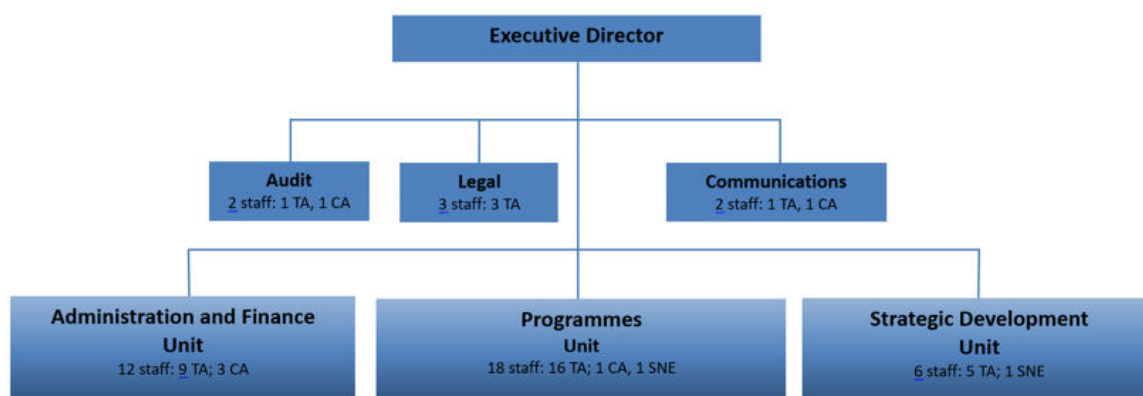 Executive Director
Audit
2 staff: 1 TA, 1 CA
Legal
3 staff: 3 TA
Communications
2 staff: 1 TA, 1 CA
Administration and Finance
Unit
12 staff: 9 TA; 3 CA
Programmes
Unit
18 staff: 16 TA; 1 CA, 1 SNE
Strategic Development
Unit
6 staff: 5 TA; 1 SNE